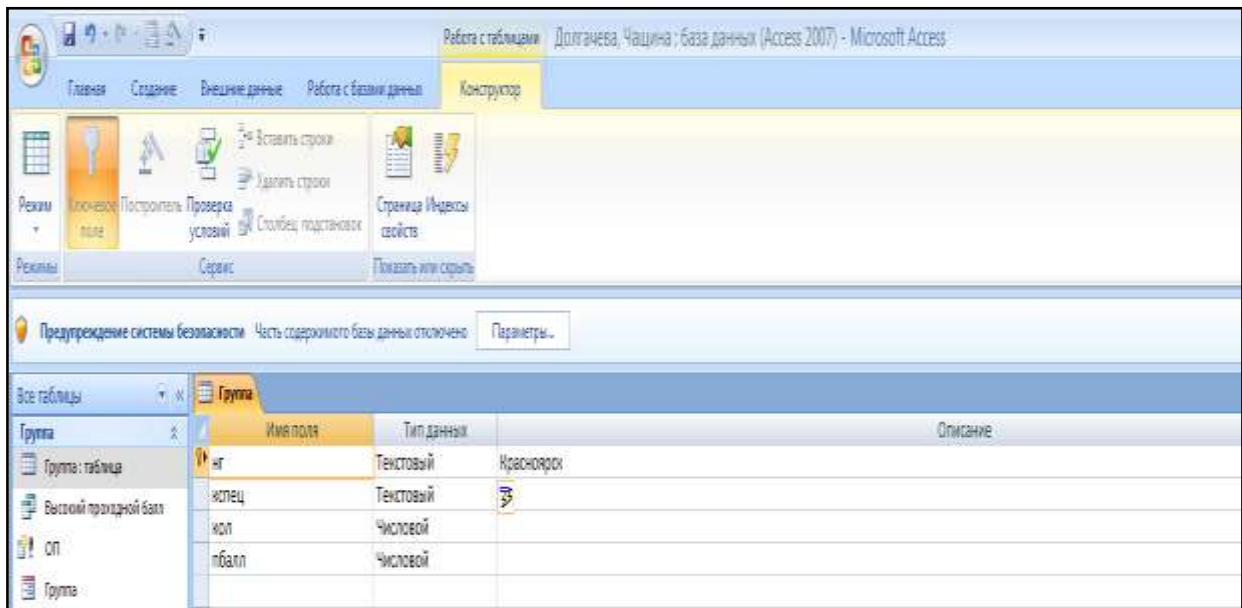 Работа с таблицами Долгачева, Чащина : база данных (Access 2007) - Microsoft Access
Главная Создание Внешние данные Работа с базами данных Конструктор
Режим Ключевое поле Построитель Проверка условий Вставить строки Удалить строки Столбец подстановок Страница свойств Индексы
Режимы Сервис Показать или скрыть
Предупреждение системы безопасности Часть содержимого базы данных отключено Параметры...
Все таблицы Группа
Группа Имя поля Тип данных Описание
Группа : таблица нг Текстовый Красноярск
Высокий проходной балл кспец Текстовый
кол Числовой
ОП пбалл Числовой
Группа